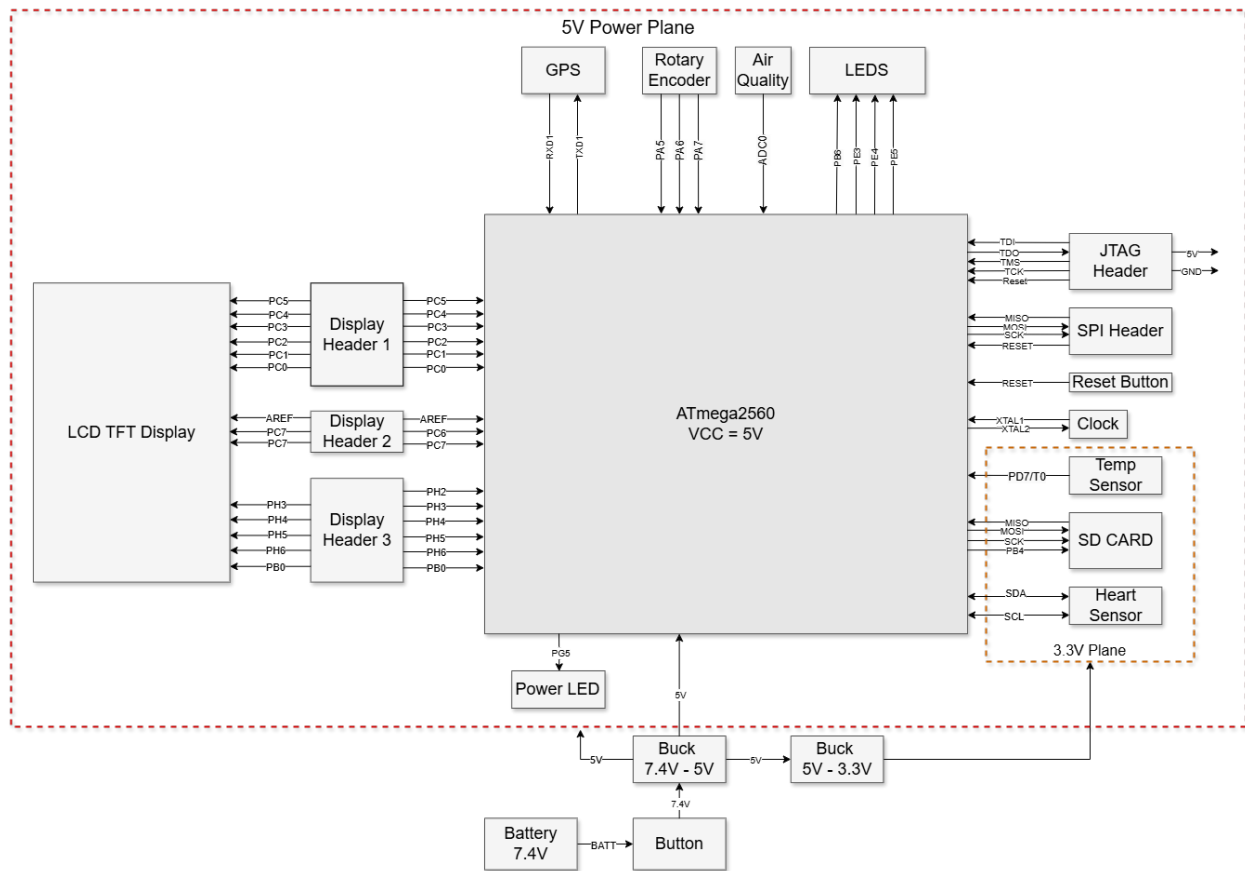 5V Power Plane
GPS
Rotary
Encoder
Air
Quality
LEDS
RXD1
TXD1
PA5
PA6
PA7
ADC0
PB6
PE3
PE4
PE5
TDI
TDO
TMS
TCK
Reset
JTAG
Header
5V
GND
MISO
MOSI
SCK
RESET
SPI Header
RESET
Reset Button
XTAL1
XTAL2
Clock
PD7/T0
Temp
Sensor
MISO
MOSI
SCK
PB4
SD CARD
SDA
SCL
Heart
Sensor
3.3V Plane
LCD TFT Display
PC5
PC4
PC3
PC2
PC1
PC0
Display
Header 1
PC5
PC4
PC3
PC2
PC1
PC0
AREF
PC7
PC7
Display
Header 2
AREF
PC6
PC7
PH3
PH4
PH5
PH6
PB0
Display
Header 3
PH2
PH3
PH4
PH5
PH6
PB0
ATmega2560
VCC = 5V
PG5
Power LED
5V
5V
Buck
7.4V - 5V
5V
Buck
5V - 3.3V
7.4V
Battery
7.4V
BATT
Button